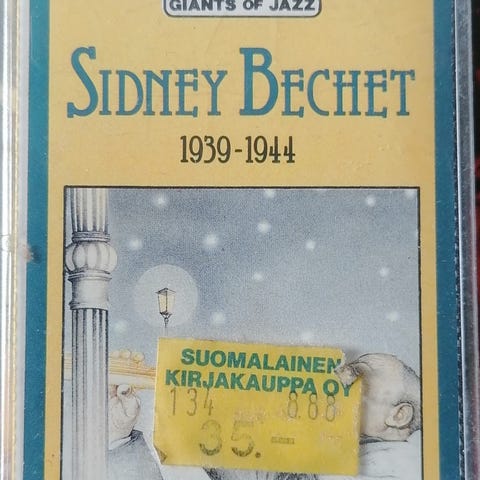 GIANTS OF JAZZ
SIDNEY BECHET
1939-1944
SUOMALAINEN
KIRJAKAUPPA OY
134 888
35.-